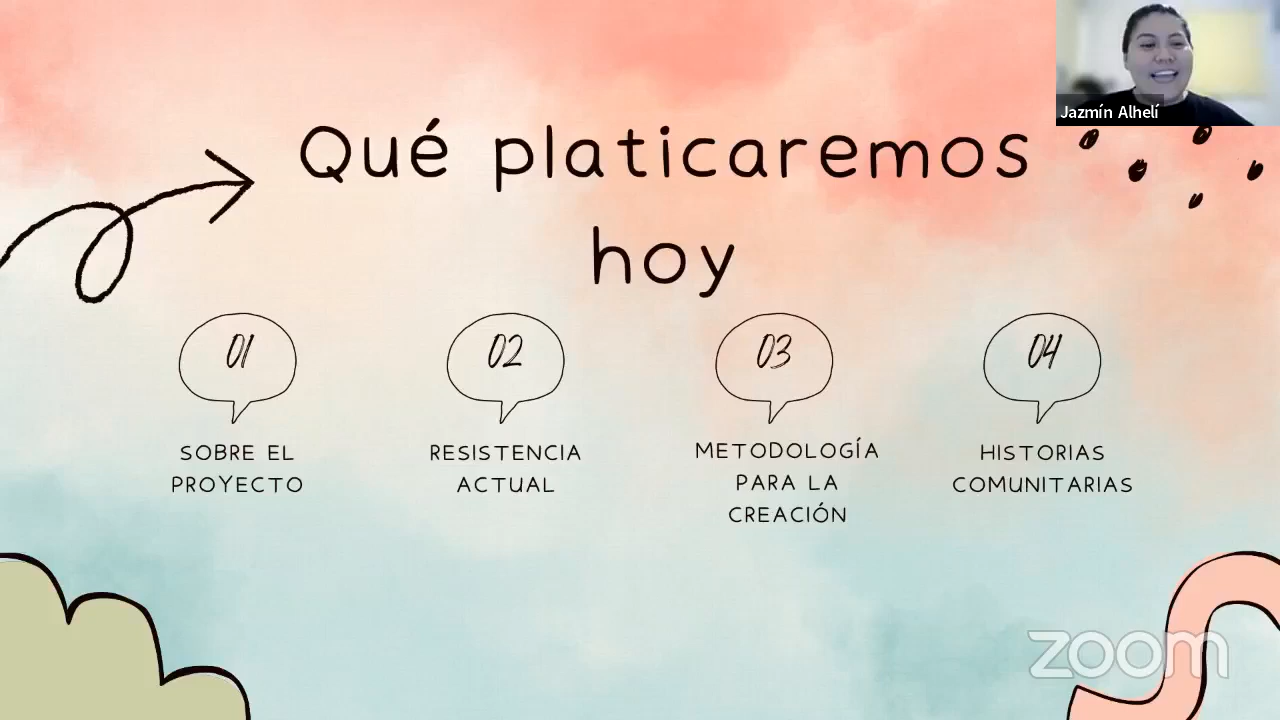 Jazmín Alhelí
Qué platicaremos
hoy
01
SOBRE EL
PROYECTO
02
RESISTENCIA
ACTUAL
03
METODOLOGÍA
PARA LA
CREACIÓN
04
HISTORIAS
COMUNITARIAS
zoom